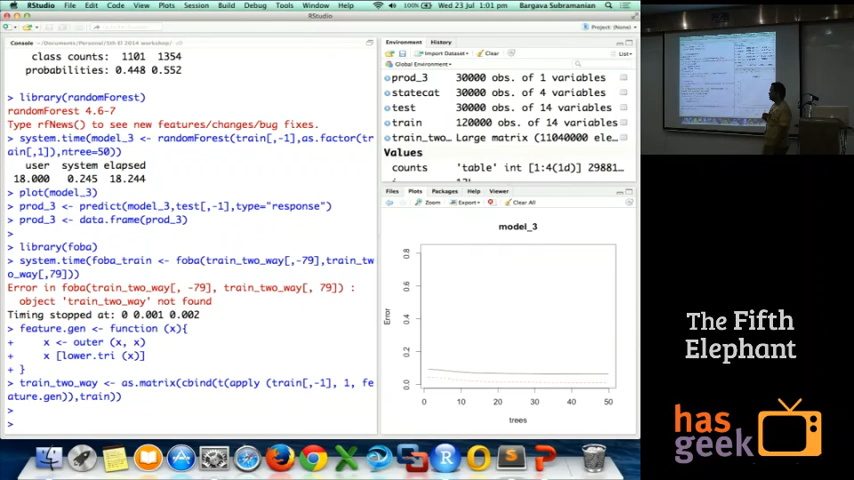 RStudio File Edit Code View Plots Session Build Debug Tools Window Help 100% Wed 23 Jul 1:01 pm Bargava Subramanian
RStudio
Project: (None)
Console ~/Documents/Personal/5th El 2014 workshop/
class counts: 1101 1354
probabilities: 0.448 0.552
> library(randomForest)
randomForest 4.6-7
Type rfNews() to see new features/changes/bug fixes.
> system.time(model_3 <- randomForest(train[,-1],as.factor(t
rain[,1]),ntree=50))
user system elapsed
18.000 0.245 18.244
> plot(model_3)
> prod_3 <- predict(model_3,test[,-1],type="response")
> prod_3 <- data.frame(prod_3)
>
> library(foba)
> system.time(foba_train <- foba(train_two_way[,-79],train_tw
o_way[,79]))
Error in foba(train_two_way[, -79], train_two_way[, 79]) :
object 'train_two_way' not found
Timing stopped at: 0 0.001 0.002
> feature.gen <- function (x){
+ x <- outer (x, x)
+ x [lower.tri (x)]
+ }
> train_two_way <- as.matrix(cbind(t(apply (train[,-1], 1, fe
ature.gen)),train))
>
>
Environment History
Import Dataset Clear List
Global Environment
prod_3 30000 obs. of 1 variables
statecat 50 obs. of 4 variables
test 30000 obs. of 14 variables
train 120000 obs. of 14 variables
train_two... Large matrix (11040000 ele...
Values
counts 'table' int [1:4(1d)] 29881...
Files Plots Packages Help Viewer
Zoom Export Clear All
model_3
Error
0.8
0.6
0.4
0.2
0.0
0 10 20 30 40 50
trees
The Fifth
Elephant
has
geek